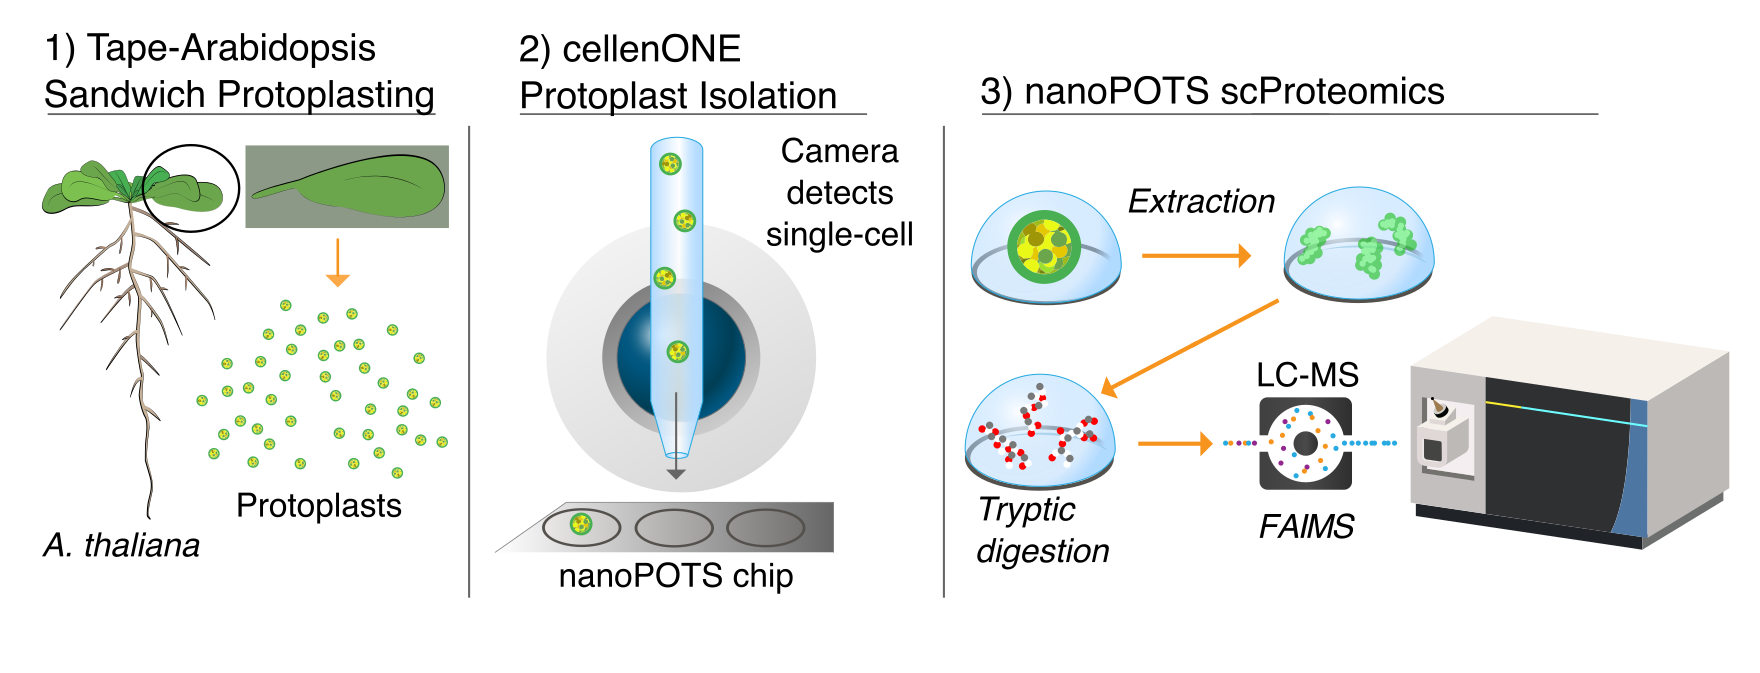 1) Tape-Arabidopsis
Sandwich Protoplasting
A. thaliana
Protoplasts
2) cellenONE
Protoplast Isolation
Camera
detects
single-cell
nanoPOTS chip
3) nanoPOTS scProteomics
Extraction
Tryptic
digestion
LC-MS
FAIMS